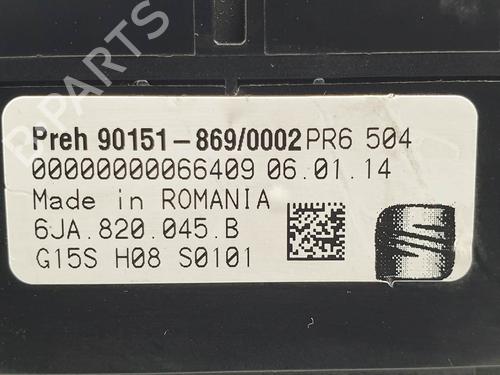 Preh 90151-869/0002 PR6 504
00000000066409 06.01.14
Made in ROMANIA
6JA.820.045.B
G15S H08 S0101
B-PARTS